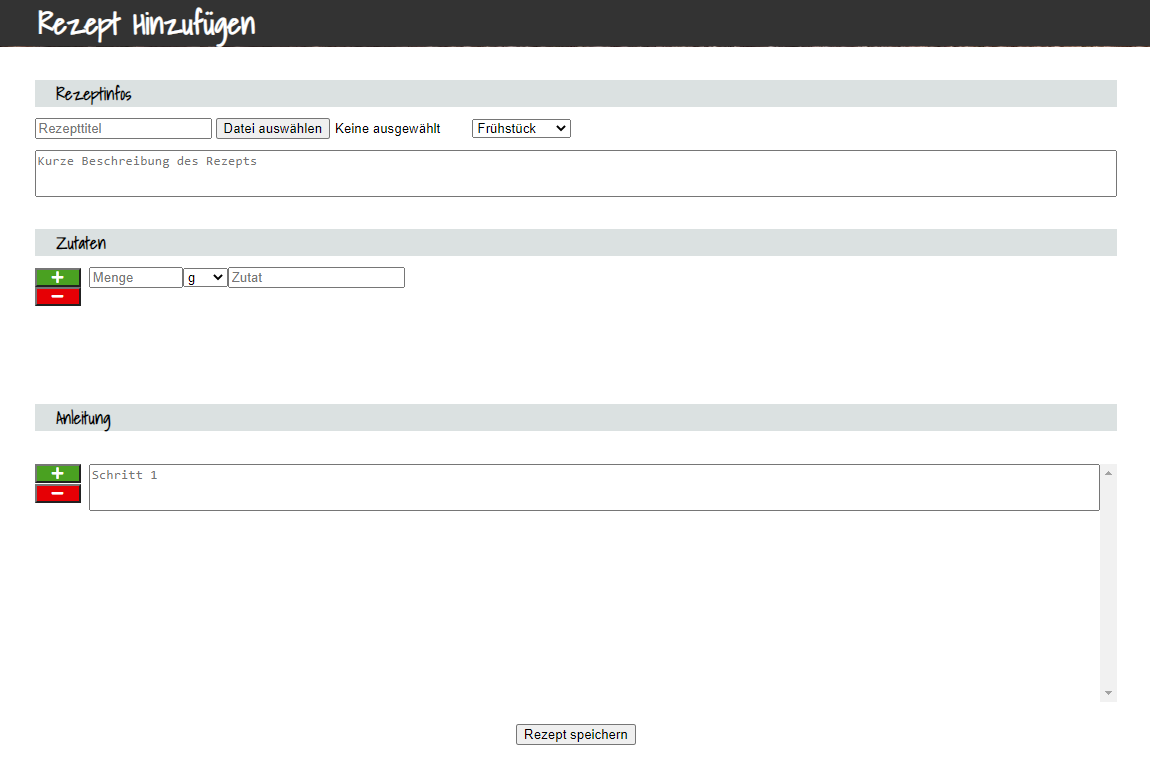 Rezept Hinzufügen
Rezeptinfos
Rezepttitel Datei auswählen Keine ausgewählt Frühstück
Kurze Beschreibung des Rezepts
Zutaten
+ Menge g Zutat
−
Anleitung
+ Schritt 1
−
Rezept speichern